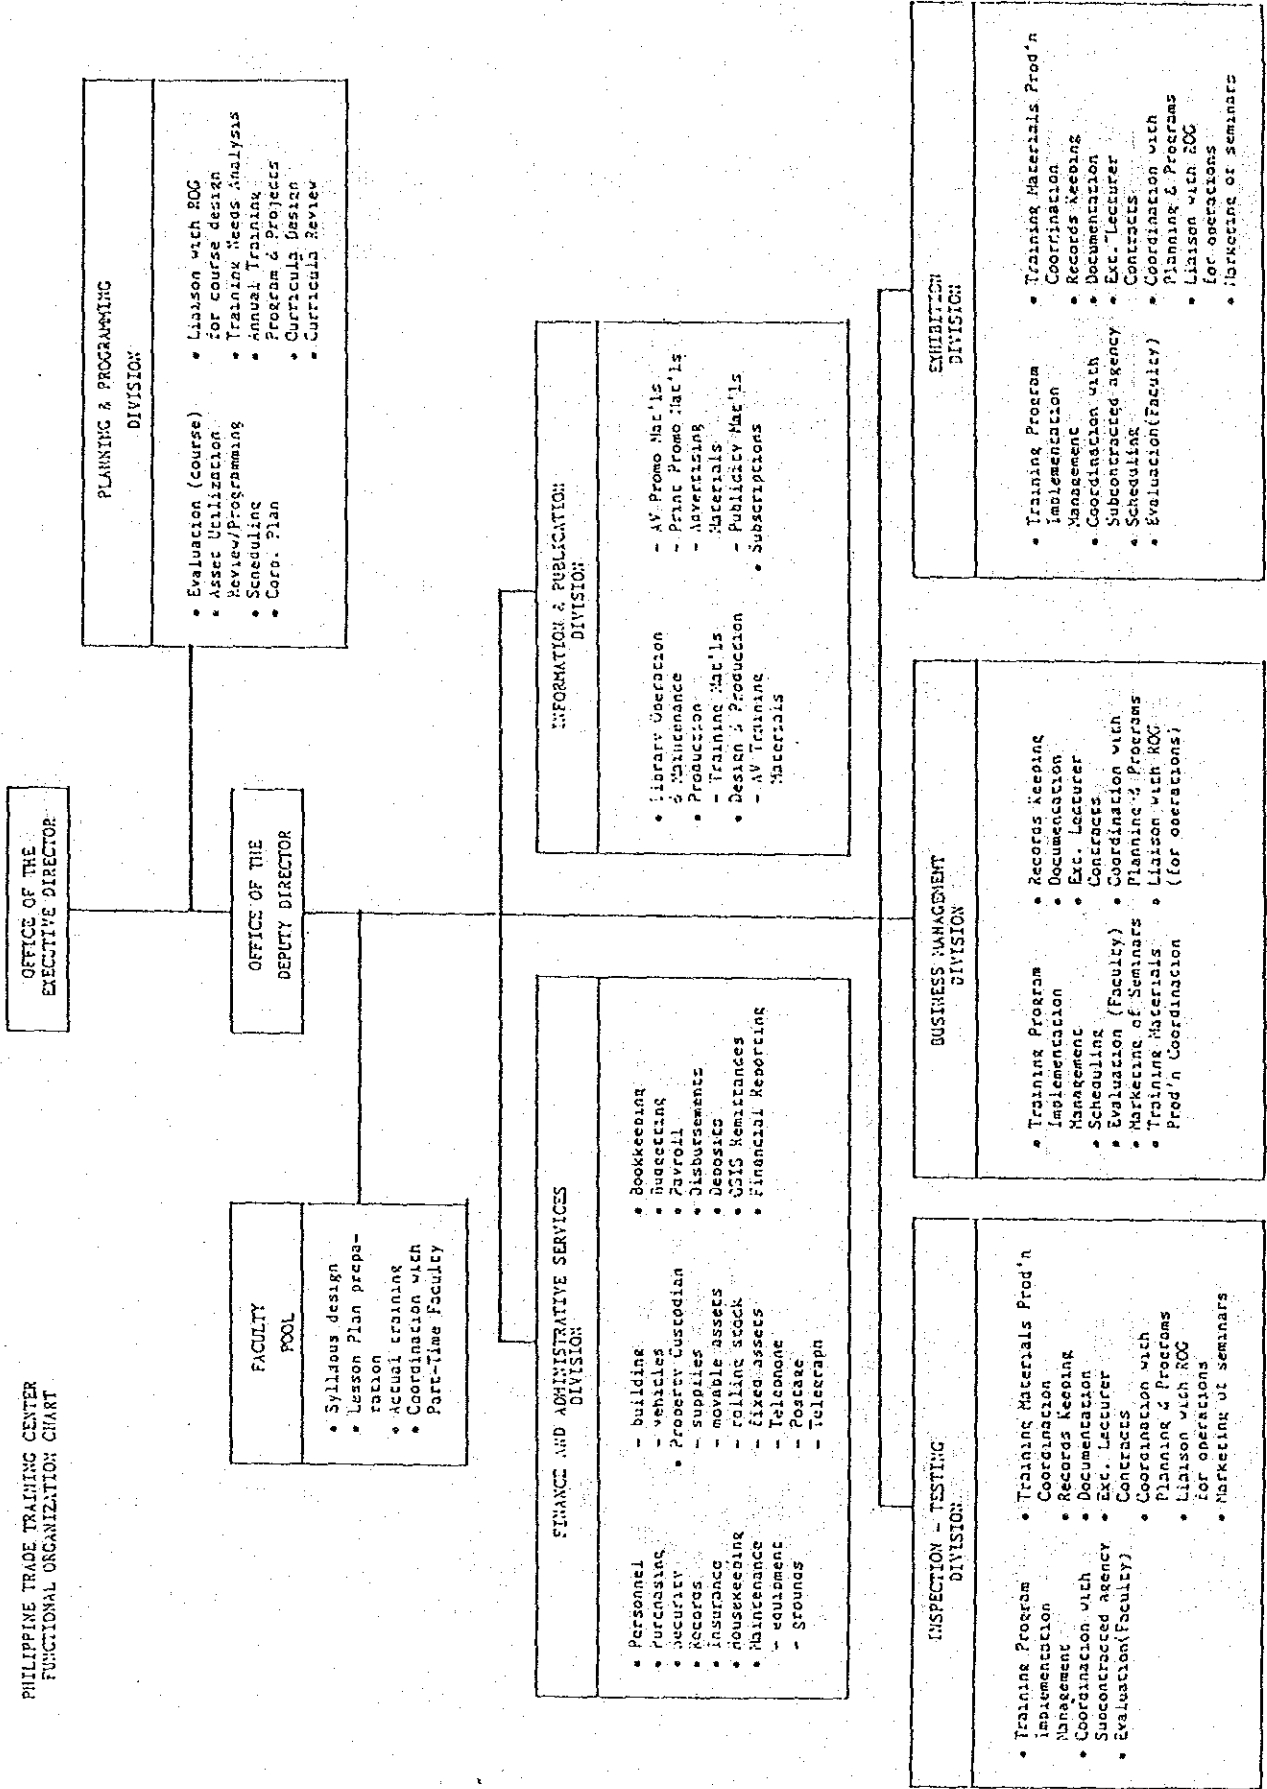 PHILIPPINE TRADE TRAINING CENTER
FUNCTIONAL ORGANIZATION CHART
OFFICE OF THE
EXECUTIVE DIRECTOR
PLANNING & PROGRAMMING
DIVISION
• Evaluation (course)
• Asset Utilization
Review/Programming
• Scheduling
• Corp. Plan
• Liaison with ROG
for course design
• Training Needs Analysis
• Annual Training
Program & Projects
• Curricula Design
• Curricula Review
OFFICE OF THE
DEPUTY DIRECTOR
FACULTY
POOL
• Syllabus design
• Lesson Plan prepa-
ration
• Actual training
• Coordination with
Part-Time Faculty
FINANCE AND ADMINISTRATIVE SERVICES
DIVISION
• Personnel
• Purchasing
• Security
• Records
• Insurance
• Housekeeping
• Maintenance
- equipment
- grounds
- building
- vehicles
• Property Custodian
- supplies
- movable assets
- rolling stock
- fixed assets
- Telephone
- Postage
- Telegraph
• Bookkeeping
• Budgetting
• Payroll
• Disbursements
• Deposits
• GSIS Remittances
• Financial Reporting
INFORMATION & PUBLICATION
DIVISION
• Library Operation
& Maintenance
• Production
- Training Mat'ls
• Design & Production
- AV Training
Materials
- AV Promo Mat'ls
- Print Promo Mat'ls
- Advertising
Materials
- Publicity Mat'ls
• Subscriptions
INSPECTION - TESTING
DIVISION
• Training Program
Implementation
Management
• Coordination with
Subcontracted agency
• Evaluation(Faculty)
• Training Materials Prod'n
Coordination
• Records Keeping
• Documentation
• Ext. Lecturer
Contracts
• Coordination with
Planning & Programs
• Liaison with ROG
for operations
• Marketing of seminars
BUSINESS MANAGEMENT
DIVISION
• Training Program
Implementation
Management
• Scheduling
• Evaluation (Faculty)
• Marketing of Seminars
• Training Materials
Prod'n Coordination
• Records Keeping
• Documentation
• Ext. Lecturer
Contracts
• Coordination with
Planning & Programs
• Liaison with ROG
(for operations)
EXHIBITION
DIVISION
• Training Program
Implementation
Management
• Coordination with
Subcontracted agency
• Scheduling
• Evaluation(Faculty)
• Training Materials Prod'n
Coorrination
• Records Keeping
• Documentation
• Ext. Lecturer
Contracts
• Coordination with
Planning & Programs
• Liaison with ROG
for operations
• Marketing or seminars